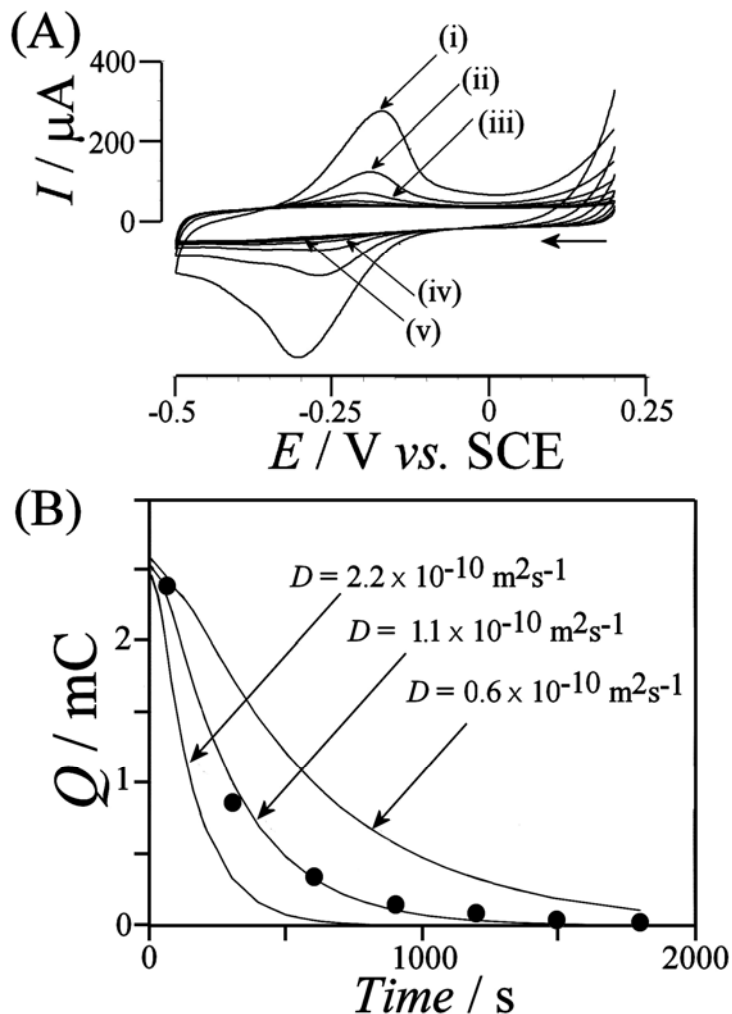 (A)
400
200
0
I / µA
(i)
(ii)
(iii)
(iv)
(v)
-0.5
-0.25
0
0.25
E / V vs. SCE
(B)
2
1
0
Q / mC
D = 2.2 × 10⁻¹⁰ m²s⁻¹
D = 1.1 × 10⁻¹⁰ m²s⁻¹
D = 0.6 × 10⁻¹⁰ m²s⁻¹
0
1000
2000
Time / s